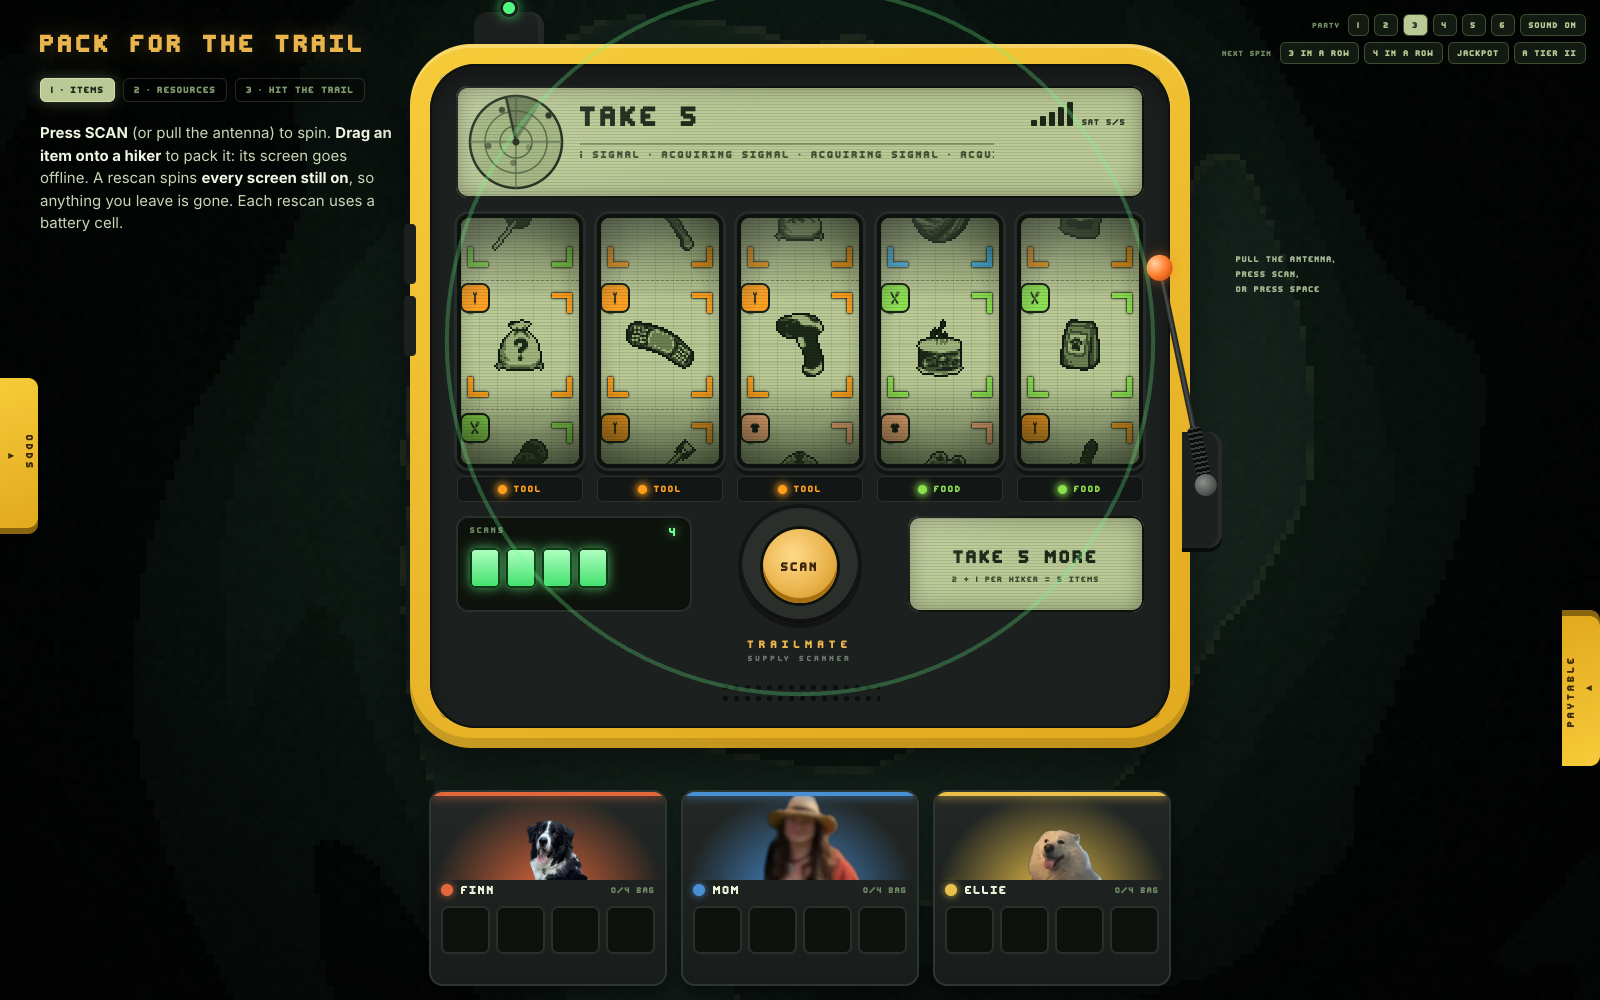 PACK FOR THE TRAIL
1 · ITEMS
2 · RESOURCES
3 · HIT THE TRAIL
Press SCAN (or pull the antenna) to spin. Drag an
item onto a hiker to pack it: its screen goes
offline. A rescan spins every screen still on, so
anything you leave is gone. Each rescan uses a
battery cell.
PARTY
1
2
3
4
5
6
SOUND ON
NEXT SPIN
3 IN A ROW
4 IN A ROW
JACKPOT
A TIER II
TAKE 5
SAT 5/5
SIGNAL · ACQUIRING SIGNAL · ACQUIRING SIGNAL · ACQU
PULL THE ANTENNA,
PRESS SCAN,
OR PRESS SPACE
?
TOOL
TOOL
TOOL
FOOD
FOOD
ODDS
SCANS
4
SCAN
TAKE 5 MORE
2 + 1 PER HIKER = 5 ITEMS
TRAILMATE
SUPPLY SCANNER
PAYTABLE
FINN
0/4 BAG
MOM
0/4 BAG
ELLIE
0/4 BAG